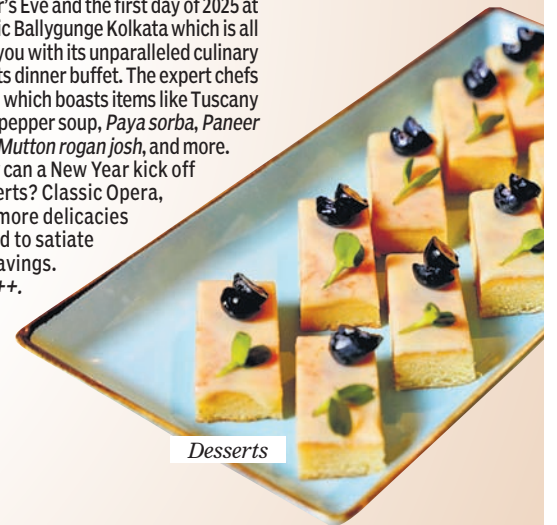 r's Eve and the first day of 2025 at
ic Ballygunge Kolkata which is all
you with its unparalleled culinary
ts dinner buffet. The expert chefs
which boasts items like Tuscany
pepper soup, Paya sorba, Paneer
Mutton rogan josh, and more.
can a New Year kick off
erts? Classic Opera,
more delicacies
d to satiate
avings.
++.
Desserts